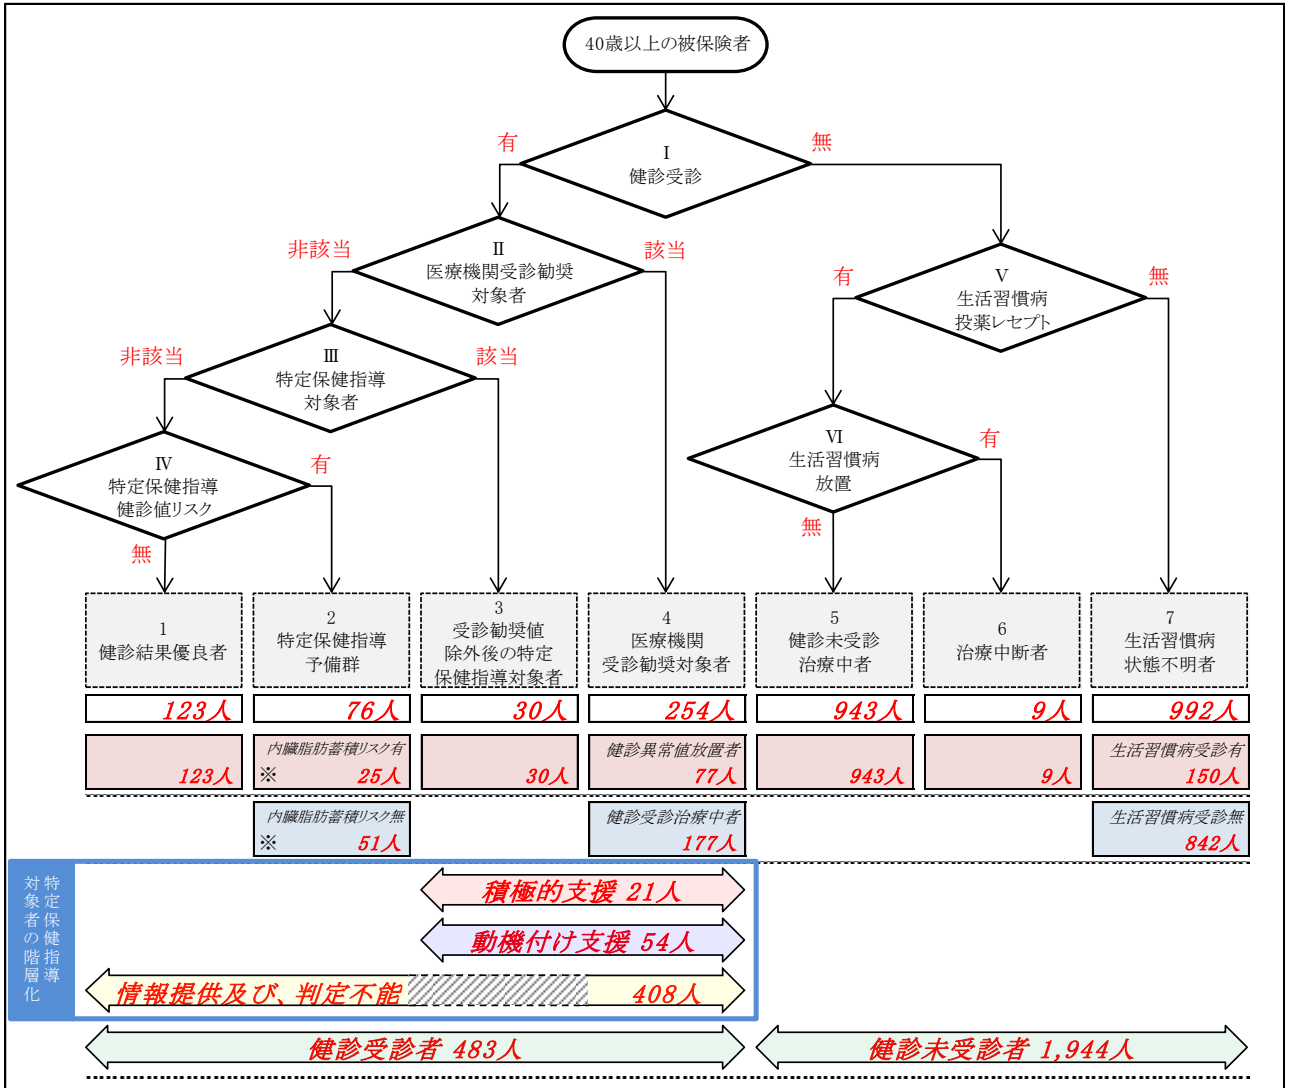 40歳以上の被保険者
有
無
Ⅰ
健診受診
非該当
該当
Ⅱ
医療機関受診勧奨
対象者
有
無
Ⅴ
生活習慣病
投薬レセプト
非該当
該当
Ⅲ
特定保健指導
対象者
有
Ⅳ
特定保健指導
健診値リスク
無
有
Ⅵ
生活習慣病
放置
無
1
健診結果優良者
2
特定保健指導
予備群
3
受診勧奨値
除外後の特定
保健指導対象者
4
医療機関
受診勧奨対象者
5
健診未受診
治療中者
6
治療中断者
7
生活習慣病
状態不明者
123人
76人
30人
254人
943人
9人
992人
123人
内臓脂肪蓄積リスク有
※ 25人
30人
健診異常値放置者
77人
943人
9人
生活習慣病受診有
150人
内臓脂肪蓄積リスク無
※ 51人
健診受診治療中者
177人
生活習慣病受診無
842人
特定保健指導
対象者の階層化
積極的支援 21人
動機付け支援 54人
情報提供及び、判定不能 408人
健診受診者 483人
健診未受診者 1,944人